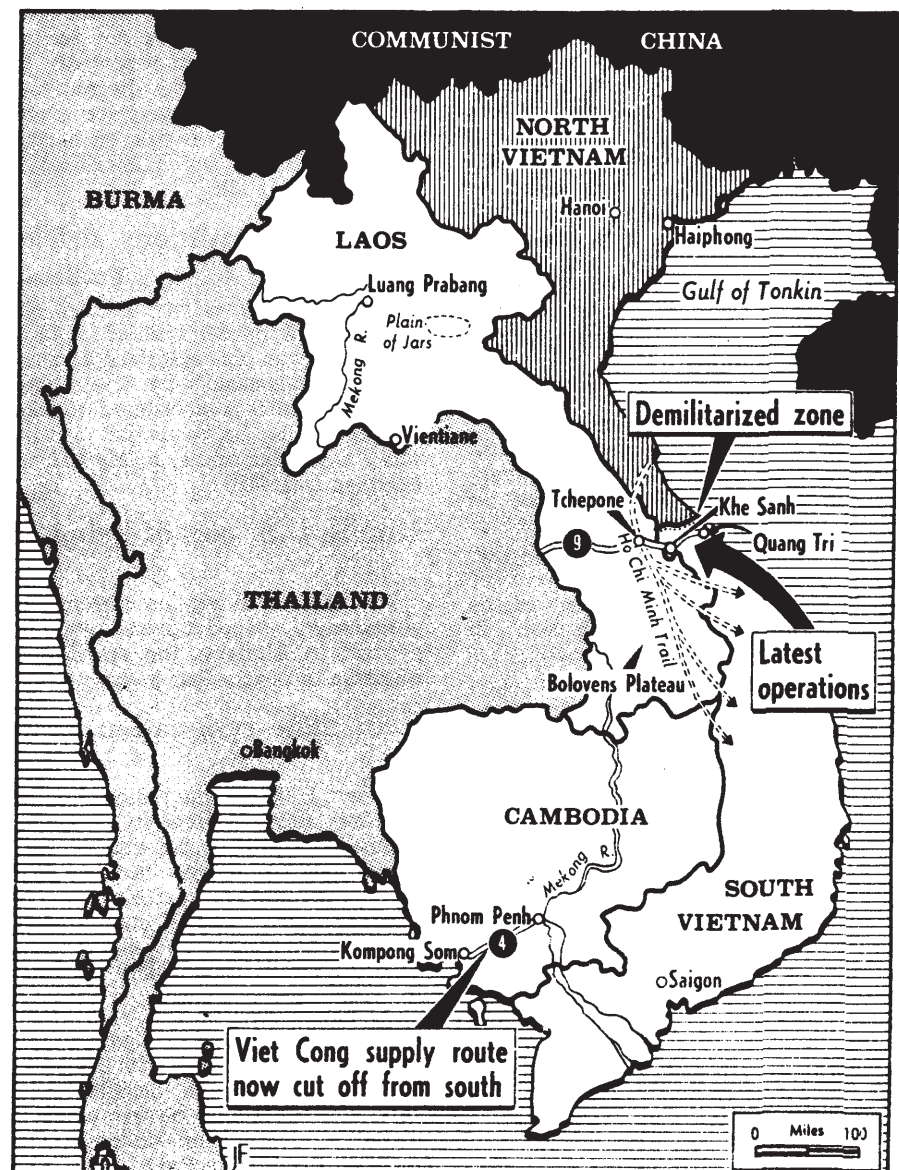 COMMUNIST CHINA
NORTH
VIETNAM
BURMA
Hanoi
Haiphong
LAOS
Gulf of Tonkin
Luang Prabang
Plain
of Jars
Mekong R.
Demilitarized zone
Vientiane
Tchepone
Khe Sanh
9
Quang Tri
Ho Chi Minh Trail
THAILAND
Latest
operations
Bolovens Plateau
Bangkok
CAMBODIA
Mekong R.
SOUTH
VIETNAM
Phnom Penh
4
Kompong Som
Saigon
Viet Cong supply route
now cut off from south
0 Miles 100